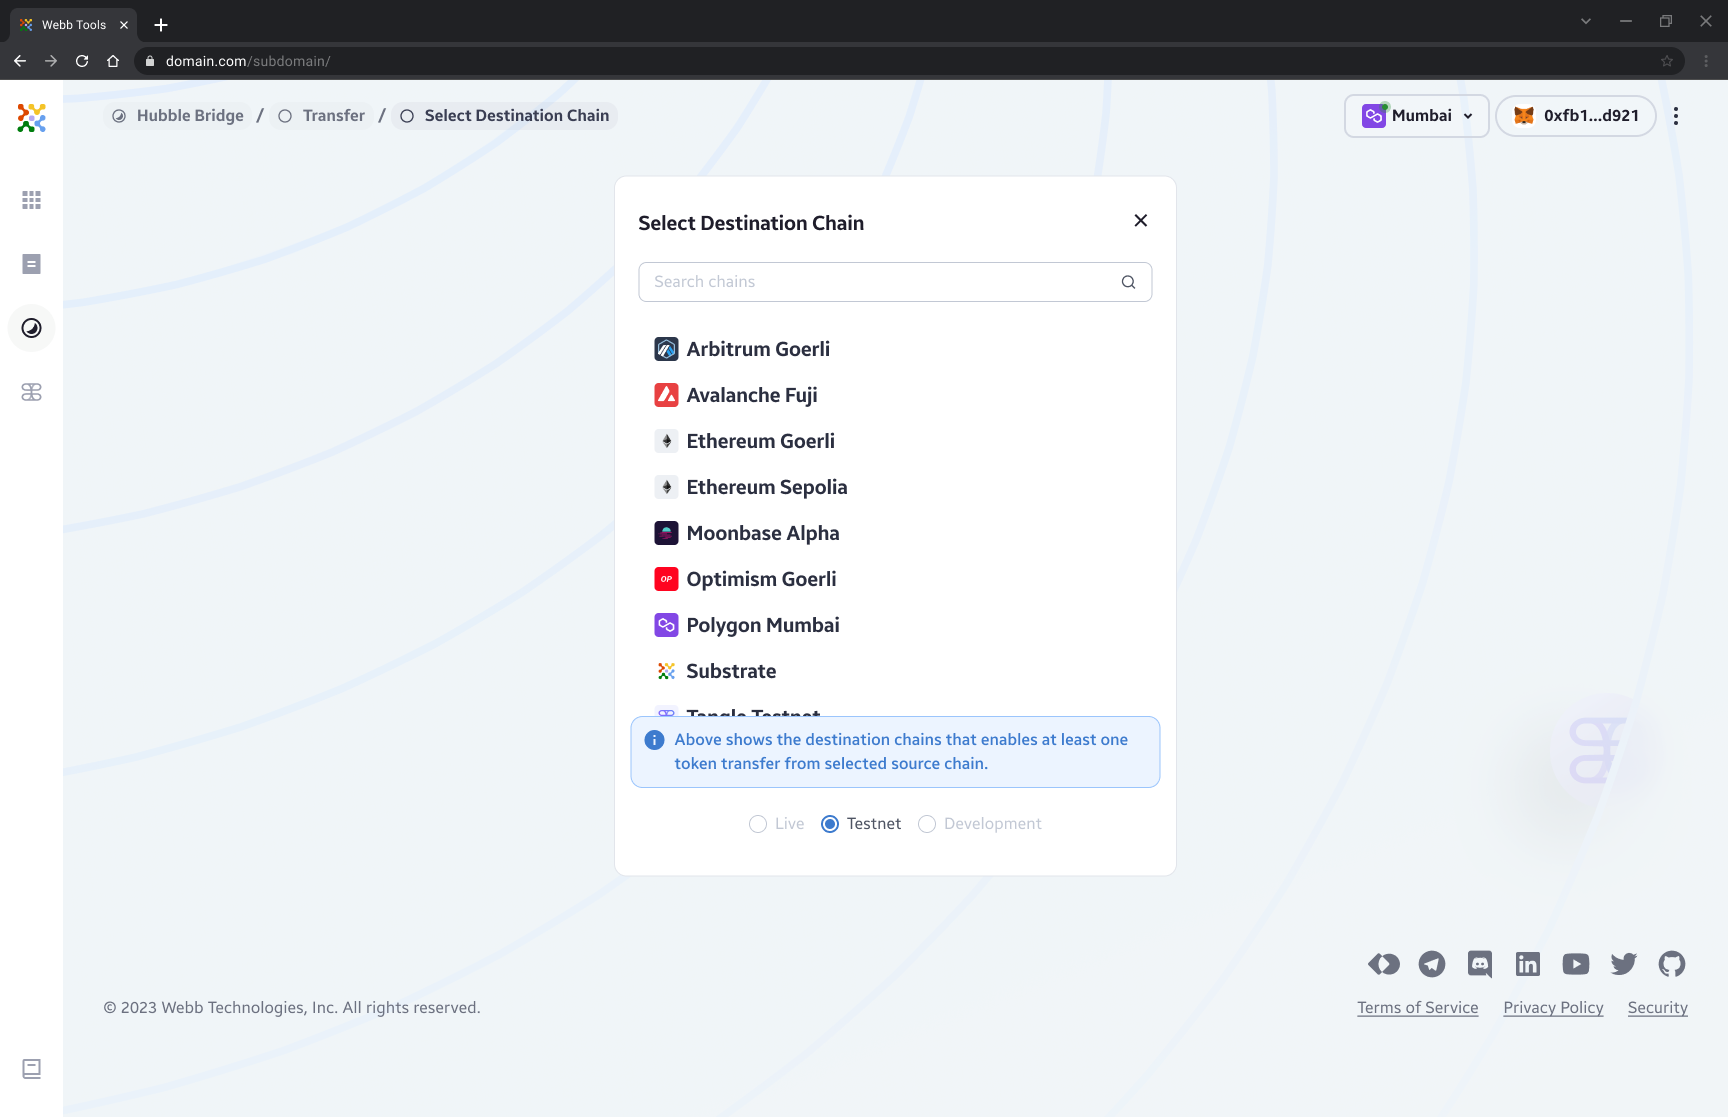 Webb Tools
domain.com/subdomain/
Hubble Bridge / Transfer / Select Destination Chain
Mumbai
0xfb1...d921
Select Destination Chain
Search chains
Arbitrum Goerli
Avalanche Fuji
Ethereum Goerli
Ethereum Sepolia
Moonbase Alpha
OP Optimism Goerli
Polygon Mumbai
Substrate
Tangle Testnet
Above shows the destination chains that enables at least one
token transfer from selected source chain.
Live Testnet Development
© 2023 Webb Technologies, Inc. All rights reserved.
Terms of Service Privacy Policy Security